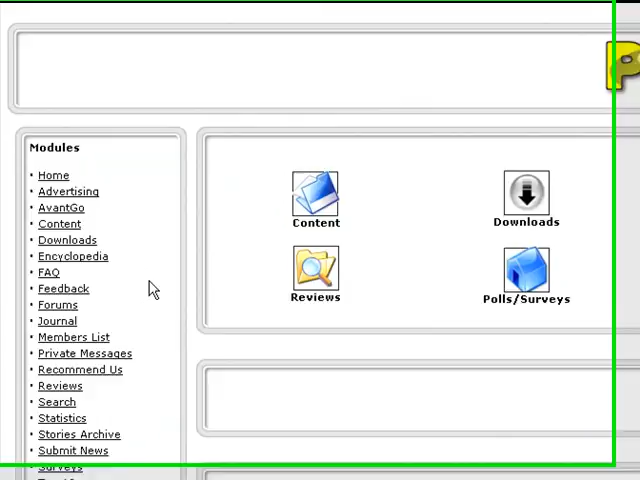 P
Modules
• Home
• Advertising
• AvantGo
• Content
• Downloads
• Encyclopedia
• FAQ
• Feedback
• Forums
• Journal
• Members List
• Private Messages
• Recommend Us
• Reviews
• Search
• Statistics
• Stories Archive
• Submit News
• Surveys
Content
Downloads
Reviews
Polls/Surveys